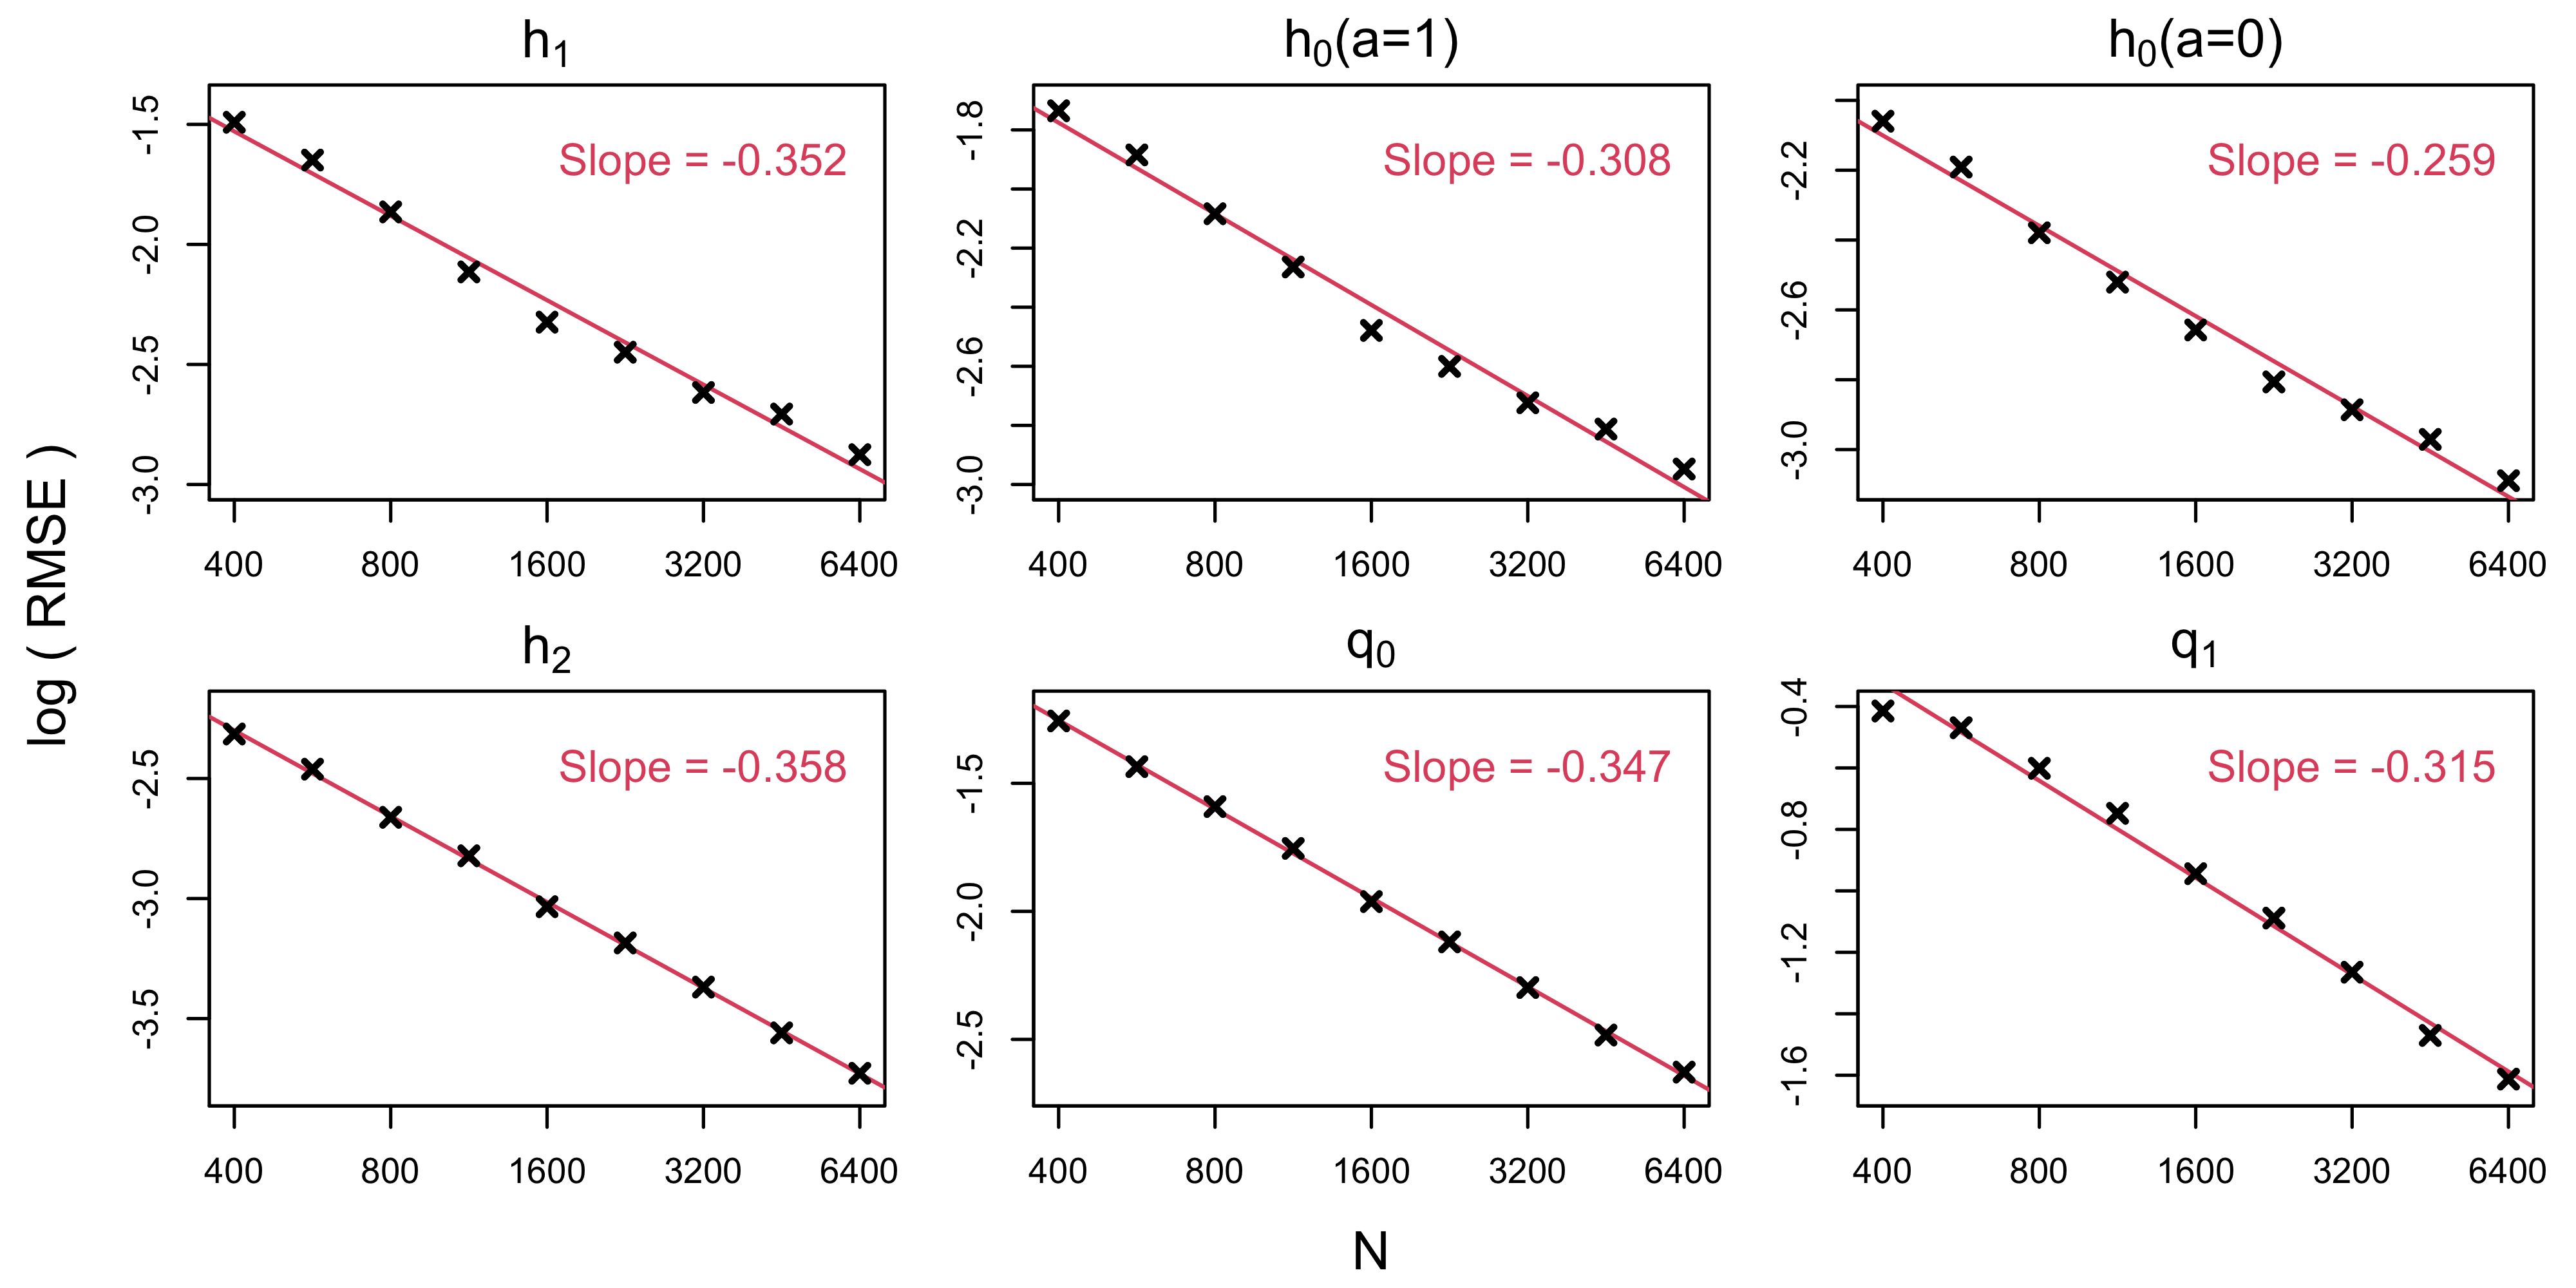 h₁
h₀(a=1)
h₀(a=0)
-1.5
-2.0
-2.5
-3.0
Slope = -0.352
400 800 1600 3200 6400
-1.8
-2.2
-2.6
-3.0
Slope = -0.308
400 800 1600 3200 6400
-2.2
-2.6
-3.0
Slope = -0.259
400 800 1600 3200 6400
log ( RMSE )
h₂
q₀
q₁
-2.5
-3.0
-3.5
Slope = -0.358
400 800 1600 3200 6400
-1.5
-2.0
-2.5
Slope = -0.347
400 800 1600 3200 6400
-0.4
-0.8
-1.2
-1.6
Slope = -0.315
400 800 1600 3200 6400
N